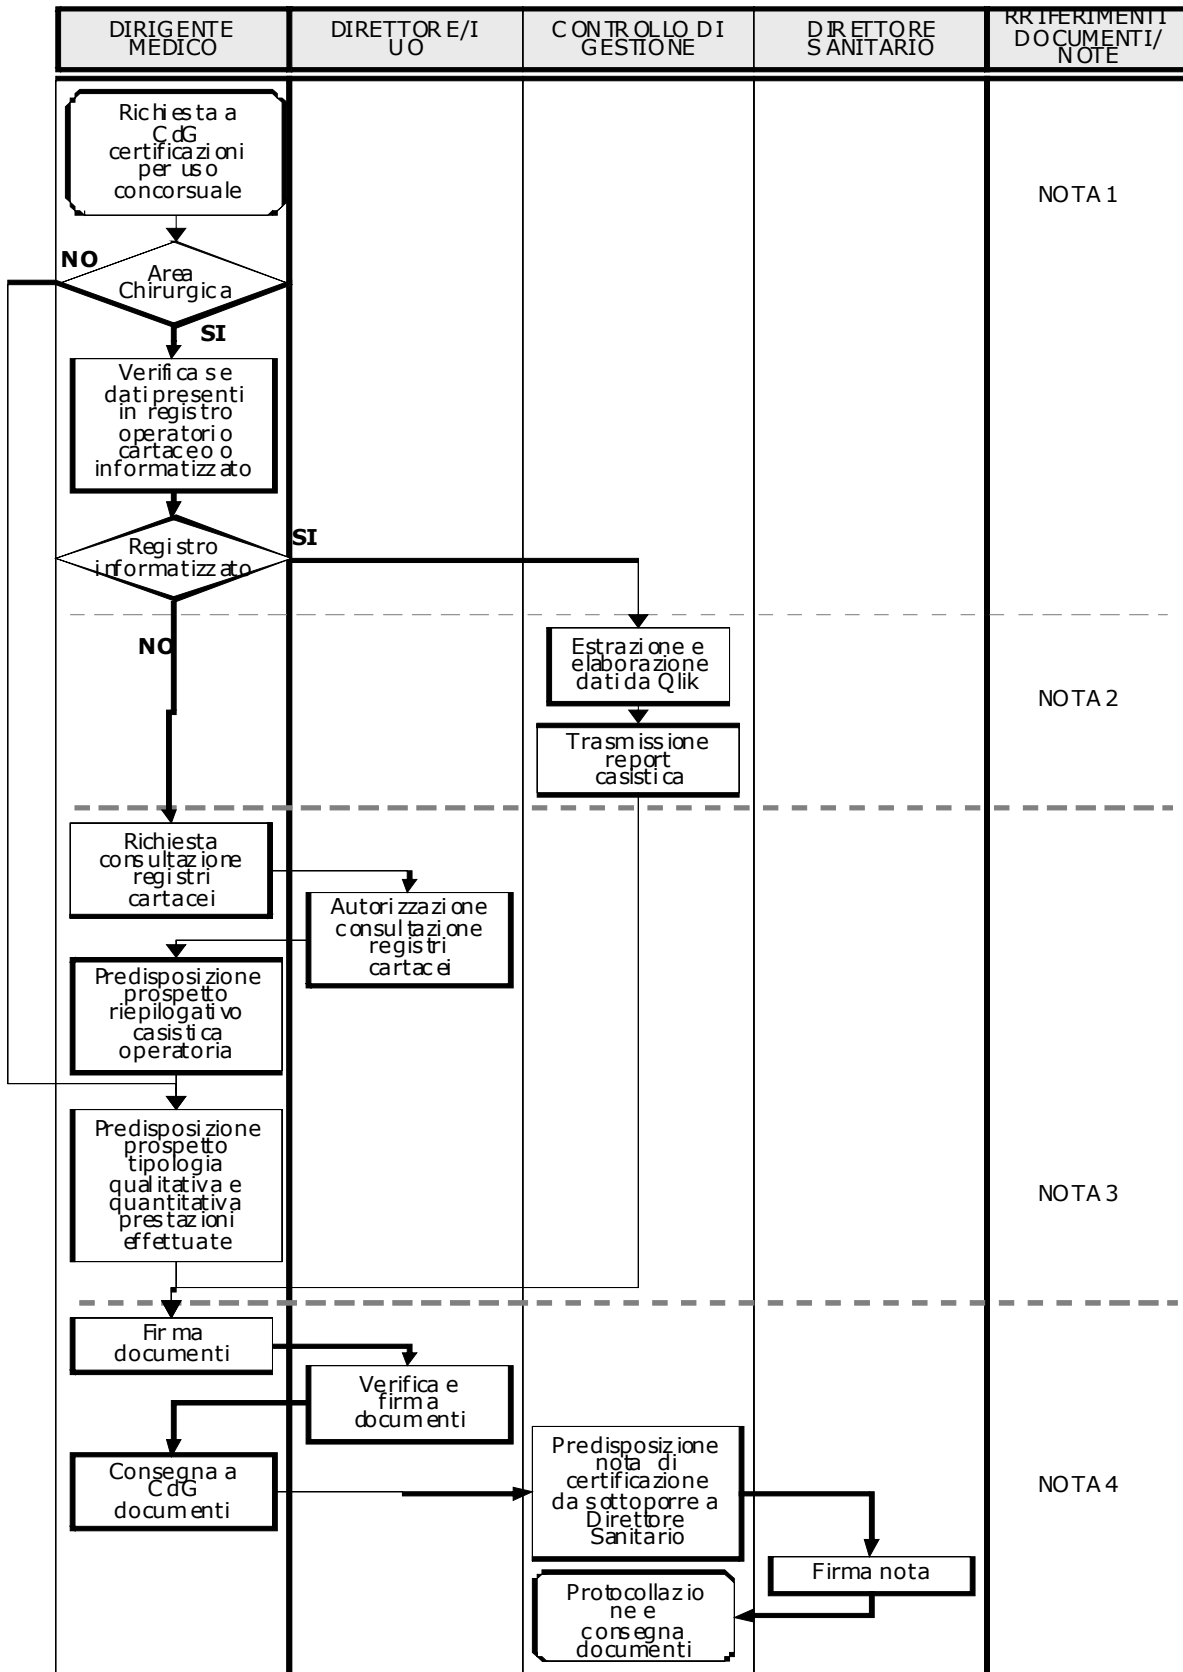 DIRIGENTE
MEDICO
DIRETTORE/I
UO
CONTROLLO DI
GESTIONE
DIRETTORE
SANITARIO
RRIFERIMENTI
DOCUMENTI/
NOTE
Richiesta a
CdG
certificazioni
per uso
concorsuale
NOTA 1
NO
Area
Chirurgica
SI
Verifica se
dati presenti
in registro
operatorio
cartaceo o
informatizzato
SI
Registro
informatizzato
NO
Estrazione e
elaborazione
dati da Qlik
NOTA 2
Trasmissione
report
casistica
Richiesta
consultazione
registri
cartacei
Autorizzazione
consultazione
registri
cartacei
Predisposizione
prospetto
riepilogativo
casistica
operatoria
Predisposizione
prospetto
tipologia
qualitativa e
quantitativa
prestazioni
effettuate
NOTA 3
Firma
documenti
Verifica e
firma
documenti
Consegna a
CdG
documenti
Predisposizione
nota di
certificazione
da sottoporre a
Direttore
Sanitario
NOTA 4
Firma nota
Protocollazio
ne e
consegna
documenti